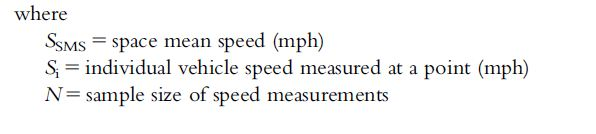 where
S_SMS = space mean speed (mph)
S_i = individual vehicle speed measured at a point (mph)
N = sample size of speed measurements